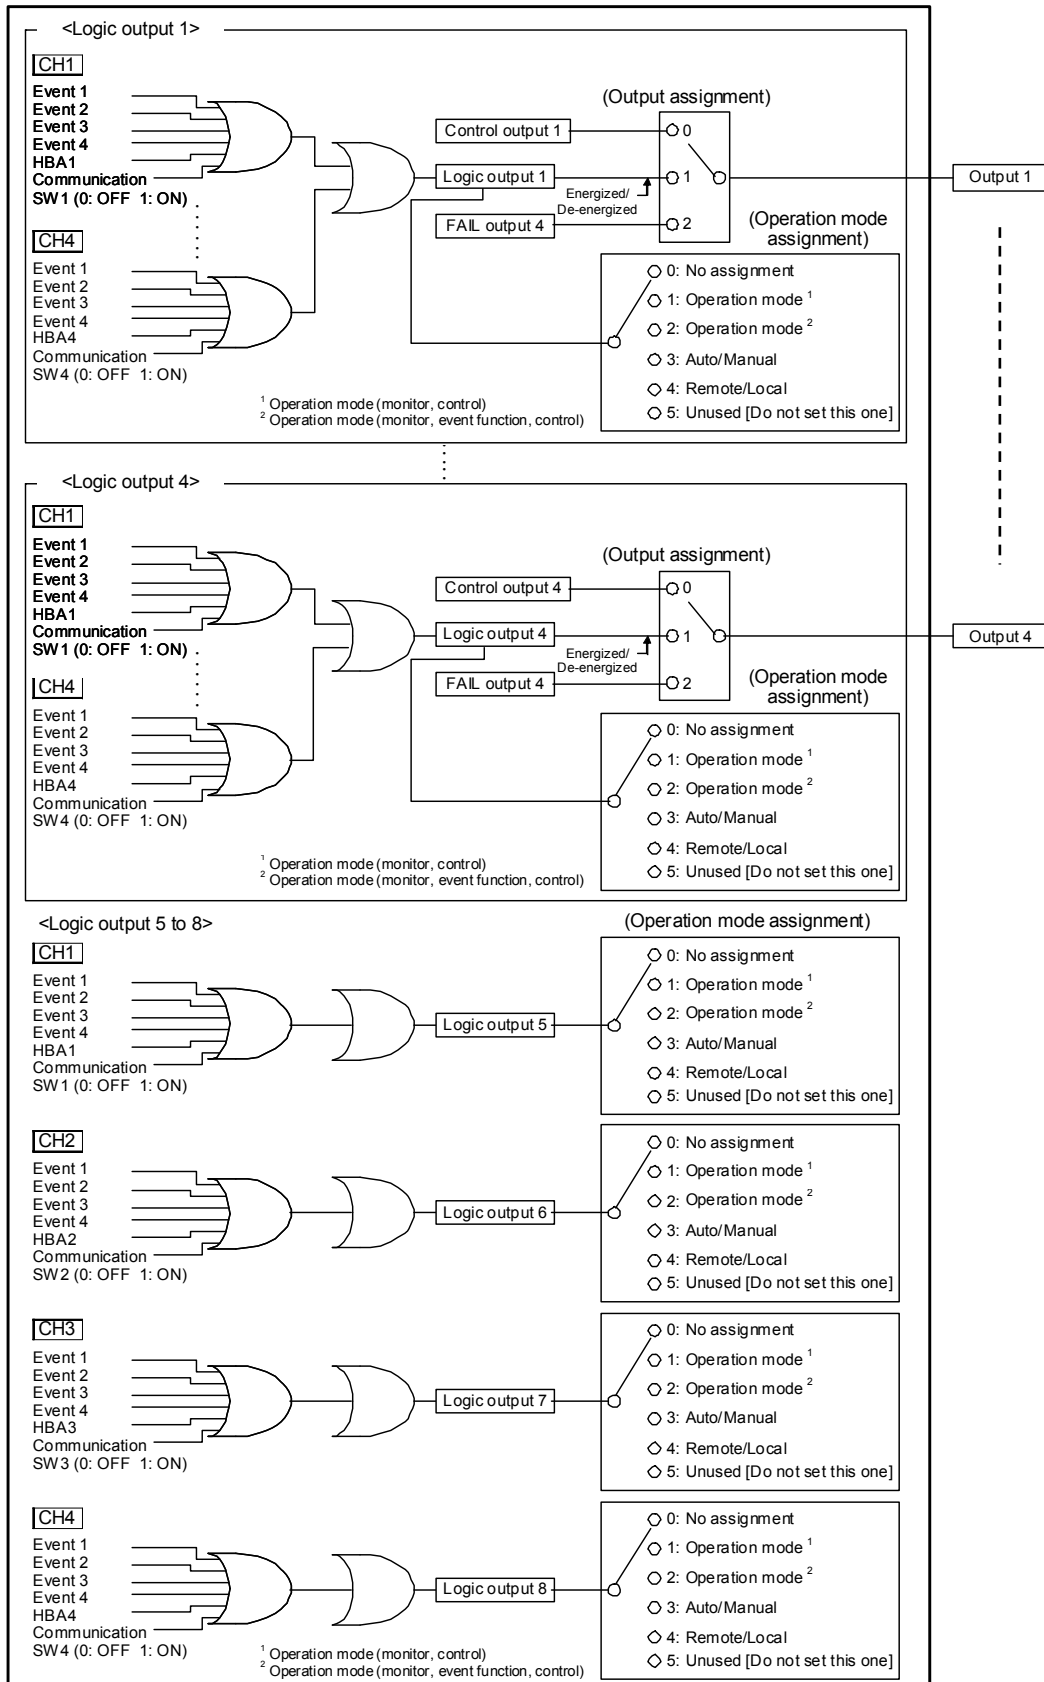 <Logic output 1>
CH1
Event 1
Event 2
Event 3
Event 4
HBA1
Communication
SW1 (0: OFF 1: ON)
CH4
Event 1
Event 2
Event 3
Event 4
HBA4
Communication
SW4 (0: OFF 1: ON)
(Output assignment)
Control output 1
0
Logic output 1
1
Energized/
De-energized
FAIL output 4
2
Output 1
(Operation mode
assignment)
0: No assignment
1: Operation mode 1
2: Operation mode 2
3: Auto/Manual
4: Remote/Local
5: Unused [Do not set this one]
1 Operation mode (monitor, control)
2 Operation mode (monitor, event function, control)
<Logic output 4>
CH1
Event 1
Event 2
Event 3
Event 4
HBA1
Communication
SW1 (0: OFF 1: ON)
CH4
Event 1
Event 2
Event 3
Event 4
HBA4
Communication
SW4 (0: OFF 1: ON)
(Output assignment)
Control output 4
0
Logic output 4
1
Energized/
De-energized
FAIL output 4
2
Output 4
(Operation mode
assignment)
0: No assignment
1: Operation mode 1
2: Operation mode 2
3: Auto/Manual
4: Remote/Local
5: Unused [Do not set this one]
1 Operation mode (monitor, control)
2 Operation mode (monitor, event function, control)
<Logic output 5 to 8>
(Operation mode assignment)
CH1
Event 1
Event 2
Event 3
Event 4
HBA1
Communication
SW1 (0: OFF 1: ON)
Logic output 5
0: No assignment
1: Operation mode 1
2: Operation mode 2
3: Auto/Manual
4: Remote/Local
5: Unused [Do not set this one]
CH2
Event 1
Event 2
Event 3
Event 4
HBA2
Communication
SW2 (0: OFF 1: ON)
Logic output 6
0: No assignment
1: Operation mode 1
2: Operation mode 2
3: Auto/Manual
4: Remote/Local
5: Unused [Do not set this one]
CH3
Event 1
Event 2
Event 3
Event 4
HBA3
Communication
SW3 (0: OFF 1: ON)
Logic output 7
0: No assignment
1: Operation mode 1
2: Operation mode 2
3: Auto/Manual
4: Remote/Local
5: Unused [Do not set this one]
CH4
Event 1
Event 2
Event 3
Event 4
HBA4
Communication
SW4 (0: OFF 1: ON)
Logic output 8
0: No assignment
1: Operation mode 1
2: Operation mode 2
3: Auto/Manual
4: Remote/Local
5: Unused [Do not set this one]
1 Operation mode (monitor, control)
2 Operation mode (monitor, event function, control)